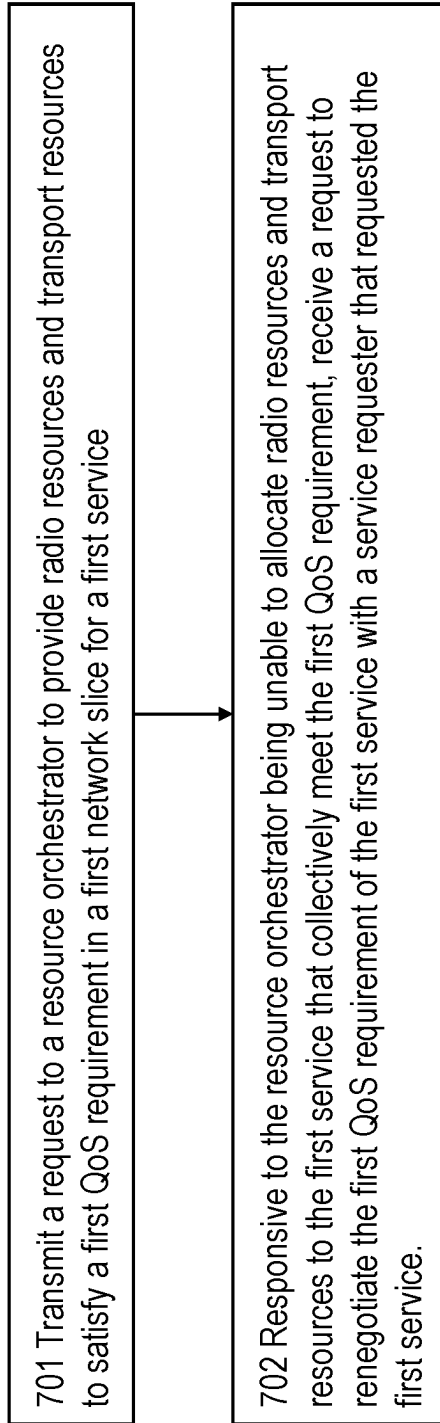 701 Transmit a request to a resource orchestrator to provide radio resources and transport resources
to satisfy a first QoS requirement in a first network slice for a first service
702 Responsive to the resource orchestrator being unable to allocate radio resources and transport
resources to the first service that collectively meet the first QoS requirement, receive a request to
renegotiate the first QoS requirement of the first service with a service requester that requested the
first service.